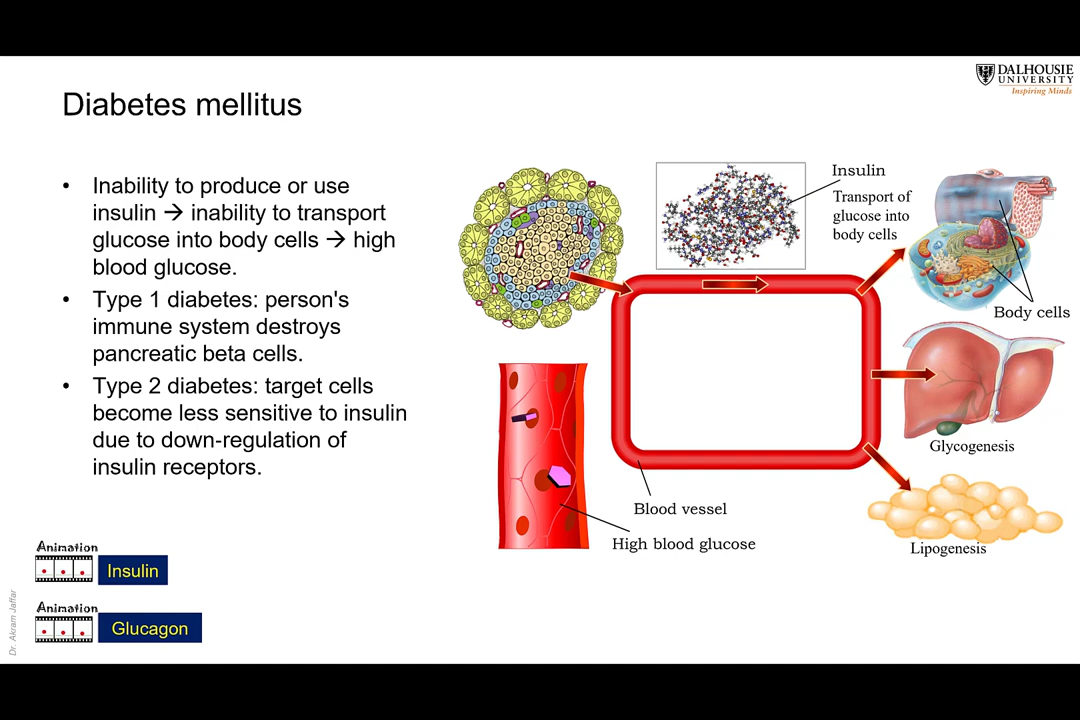 DALHOUSIE
UNIVERSITY
Inspiring Minds
Diabetes mellitus
• Inability to produce or use
insulin → inability to transport
glucose into body cells → high
blood glucose.
• Type 1 diabetes: person's
immune system destroys
pancreatic beta cells.
• Type 2 diabetes: target cells
become less sensitive to insulin
due to down-regulation of
insulin receptors.
Insulin
Transport of
glucose into
body cells
Body cells
Glycogenesis
Blood vessel
High blood glucose
Lipogenesis
Animation
Insulin
Animation
Glucagon
Dr. Akram Jaffar